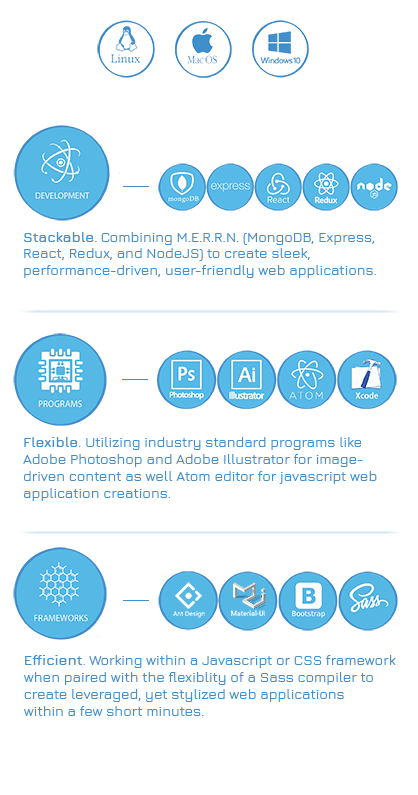 Linux
MacOS
Windows 10
DEVELOPMENT
mongoDB
express
React
Redux
node
JS
Stackable. Combining M.E.R.R.N. (MongoDB, Express,
React, Redux, and NodeJS) to create sleek,
performance-driven, user-friendly web applications.
PROGRAMS
Ps
Photoshop
Ai
Illustrator
ATOM
Xcode
Flexible. Utilizing industry standard programs like
Adobe Photoshop and Adobe Illustrator for image-
driven content as well Atom editor for javascript web
application creations.
FRAMEWORKS
Ant Design
Material-UI
B
Bootstrap
Sass
Efficient. Working within a Javascript or CSS framework
when paired with the flexiblity of a Sass compiler to
create leveraged, yet stylized web applications
within a few short minutes.